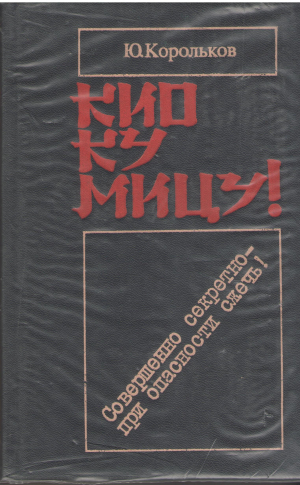 Ю. Корольков
КИО
КУ
МИЦУ!
Совершенно секретно—
при опасности сжечь!